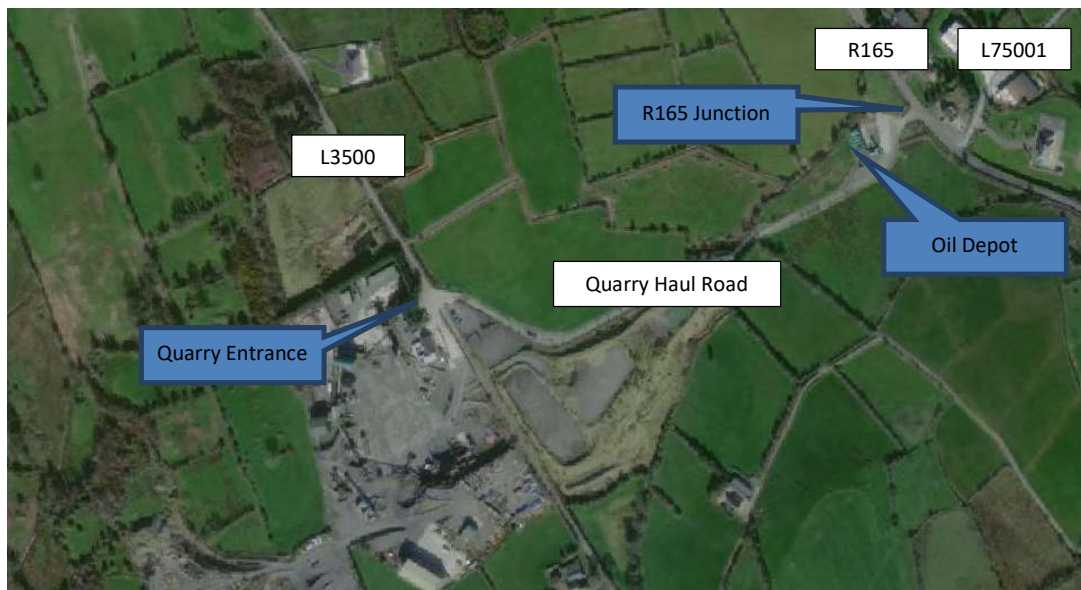 R165
L75001
R165 Junction
L3500
Oil Depot
Quarry Haul Road
Quarry Entrance